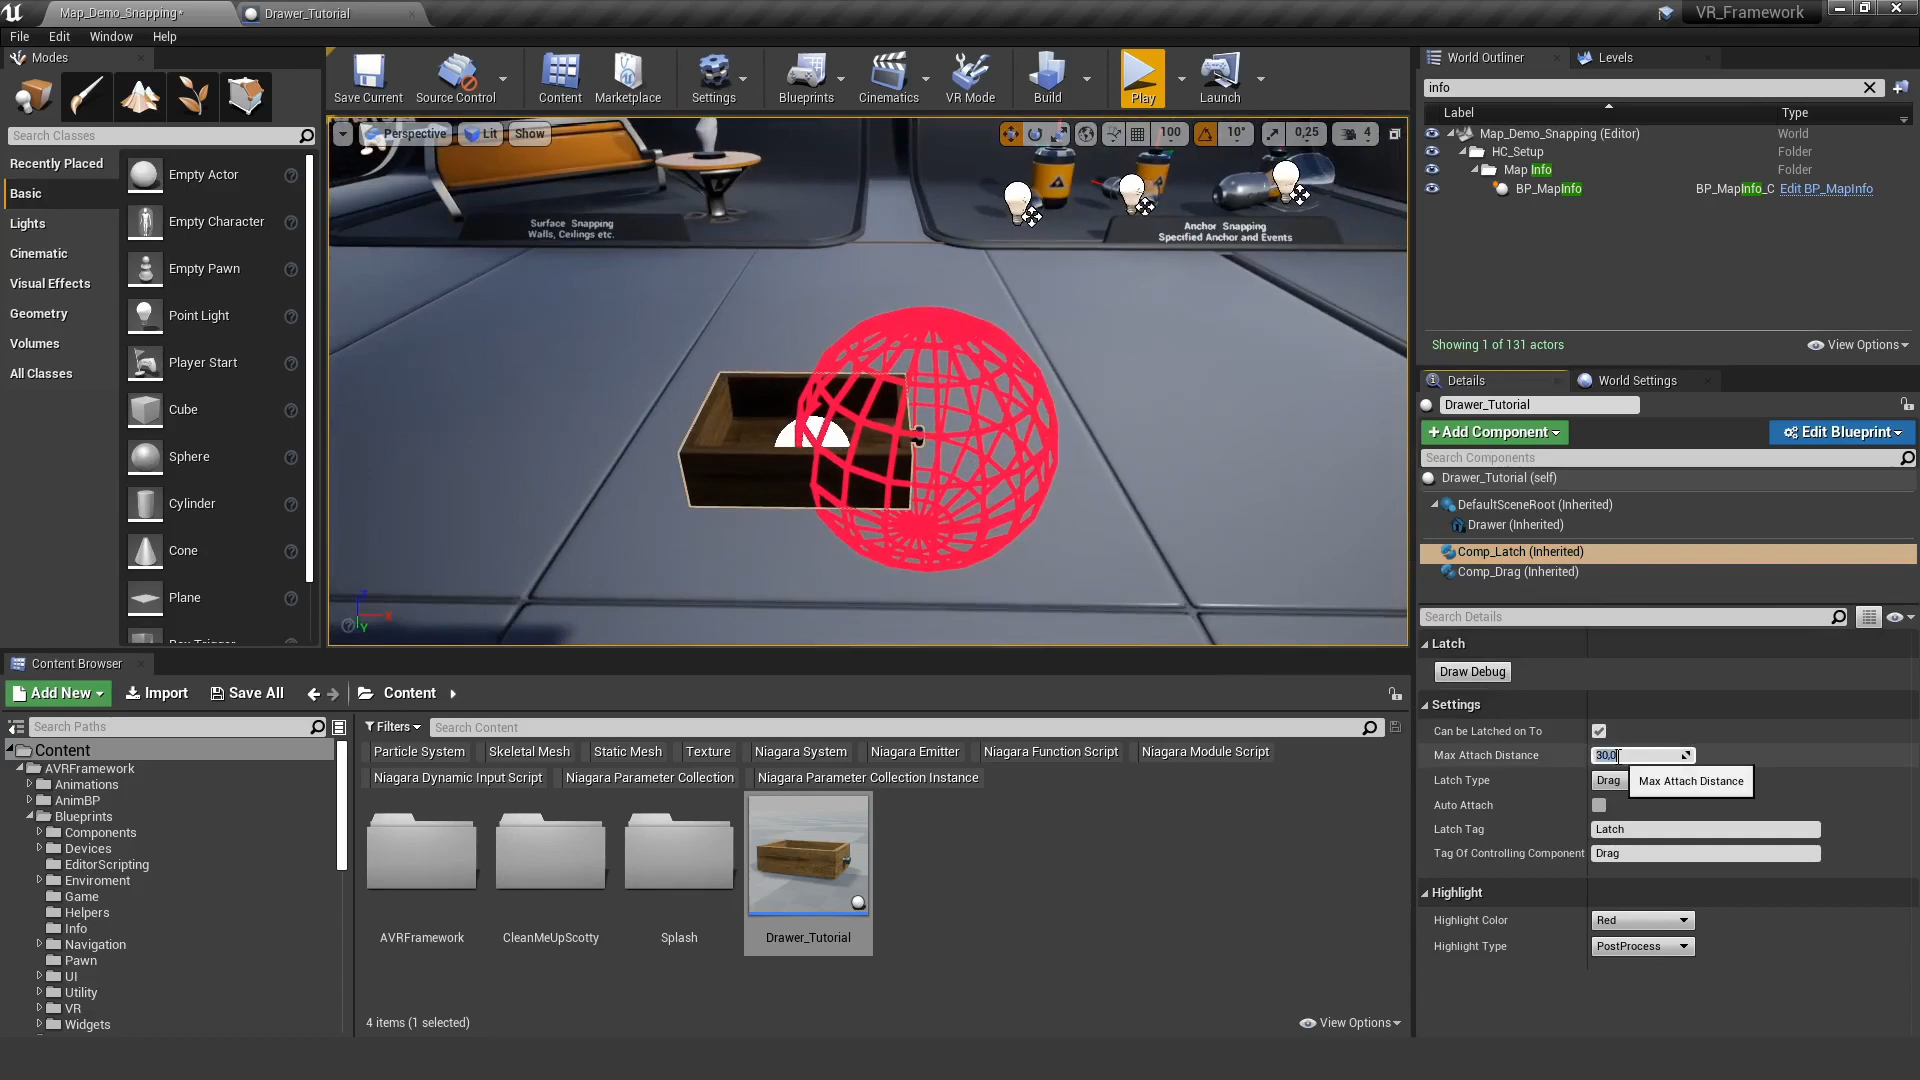 Map_Demo_Snapping*
Drawer_Tutorial
VR_Framework
File Edit Window Help
Modes
Search Classes
Recently Placed
Basic
Lights
Cinematic
Visual Effects
Geometry
Volumes
All Classes
Empty Actor
Empty Character
Empty Pawn
Point Light
Player Start
Cube
Sphere
Cylinder
Cone
Plane
Box Trigger
Save Current
Source Control
Content
Marketplace
Settings
Blueprints
Cinematics
VR Mode
Build
Play
Launch
Perspective
Lit
Show
100
10°
0,25
4
Surface Snapping
Walls, Ceilings etc.
Anchor Snapping
Specified Anchor and Events
Z
X
Y
World Outliner
Levels
info
Label Type
Map_Demo_Snapping (Editor) World
HC_Setup Folder
Map Info Folder
BP_MapInfo BP_MapInfo_C Edit BP_MapInfo
Showing 1 of 131 actors
View Options
Details
World Settings
Drawer_Tutorial
+Add Component
Edit Blueprint
Search Components
Drawer_Tutorial (self)
DefaultSceneRoot (Inherited)
Drawer (Inherited)
Comp_Latch (Inherited)
Comp_Drag (Inherited)
Search Details
Latch
Draw Debug
Settings
Can be Latched on To
Max Attach Distance 30,0
Latch Type Drag
Max Attach Distance
Auto Attach
Latch Tag Latch
Tag Of Controlling Component Drag
Highlight
Highlight Color Red
Highlight Type PostProcess
Content Browser
Add New
Import
Save All
Content
Search Paths
Content
AVRFramework
Animations
AnimBP
Blueprints
Components
Devices
EditorScripting
Enviroment
Game
Helpers
Info
Navigation
Pawn
UI
Utility
VR
Widgets
Filters
Search Content
Particle System
Skeletal Mesh
Static Mesh
Texture
Niagara System
Niagara Emitter
Niagara Function Script
Niagara Module Script
Niagara Dynamic Input Script
Niagara Parameter Collection
Niagara Parameter Collection Instance
AVRFramework
CleanMeUpScotty
Splash
Drawer_Tutorial
4 items (1 selected)
View Options